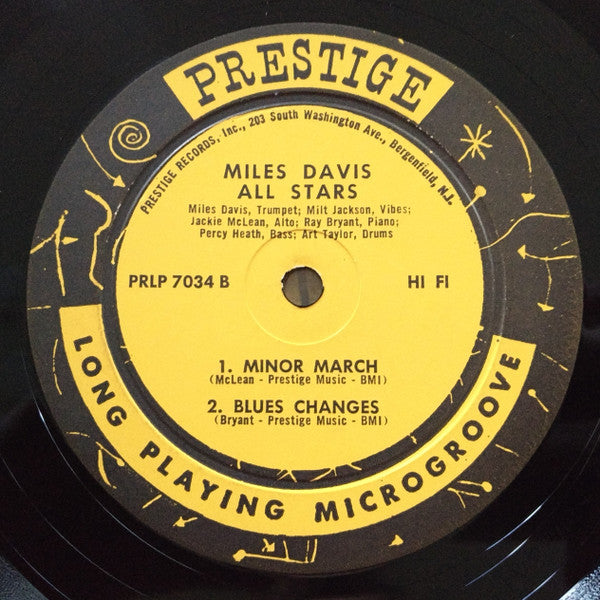 PRESTIGE
PRESTIGE RECORDS, Inc., 203 South Washington Ave., Bergenfield, N.J.
MILES DAVIS
ALL STARS
Miles Davis, Trumpet; Milt Jackson, Vibes;
Jackie McLean, Alto; Ray Bryant, Piano;
Percy Heath, Bass; Art Taylor, Drums
PRLP 7034 B HI FI
1. MINOR MARCH
(McLean - Prestige Music - BMI)
2. BLUES CHANGES
(Bryant - Prestige Music - BMI)
LONG PLAYING MICROGROOVE